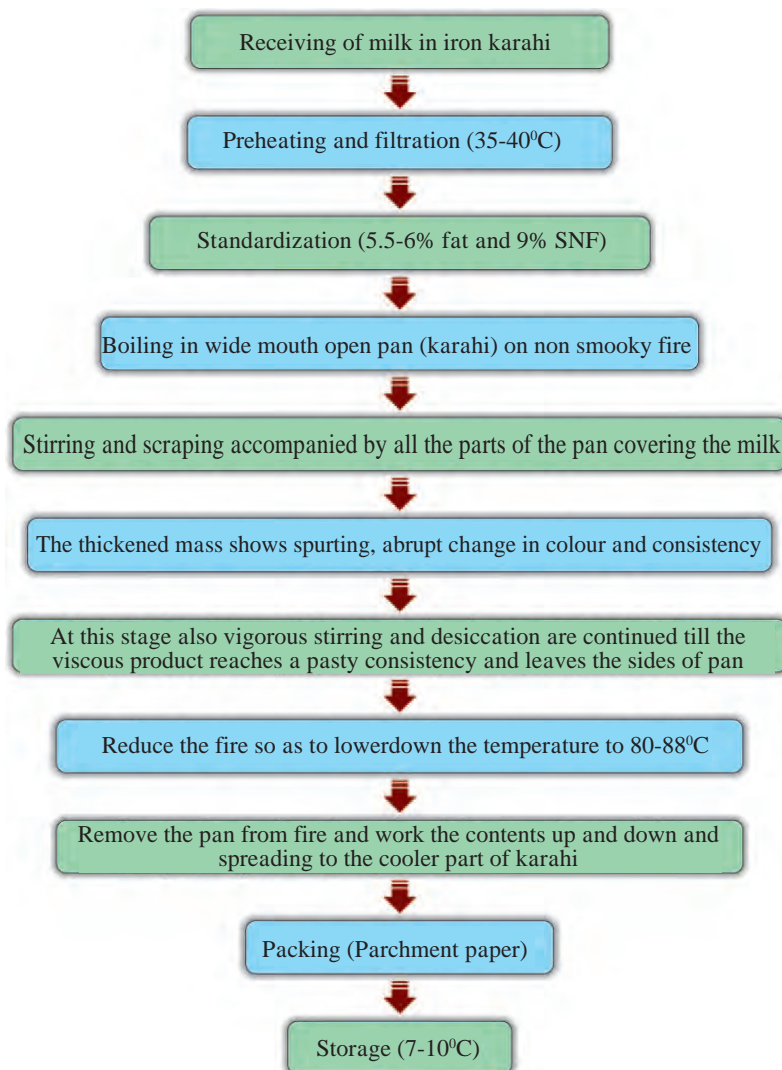 Receiving of milk in iron karahi
Preheating and filtration (35-40⁰C)
Standardization (5.5-6% fat and 9% SNF)
Boiling in wide mouth open pan (karahi) on non smooky fire
Stirring and scraping accompanied by all the parts of the pan covering the milk
The thickened mass shows spurting, abrupt change in colour and consistency
At this stage also vigorous stirring and desiccation are continued till the
viscous product reaches a pasty consistency and leaves the sides of pan
Reduce the fire so as to lowerdown the temperature to 80-88⁰C
Remove the pan from fire and work the contents up and down and
spreading to the cooler part of karahi
Packing (Parchment paper)
Storage (7-10⁰C)